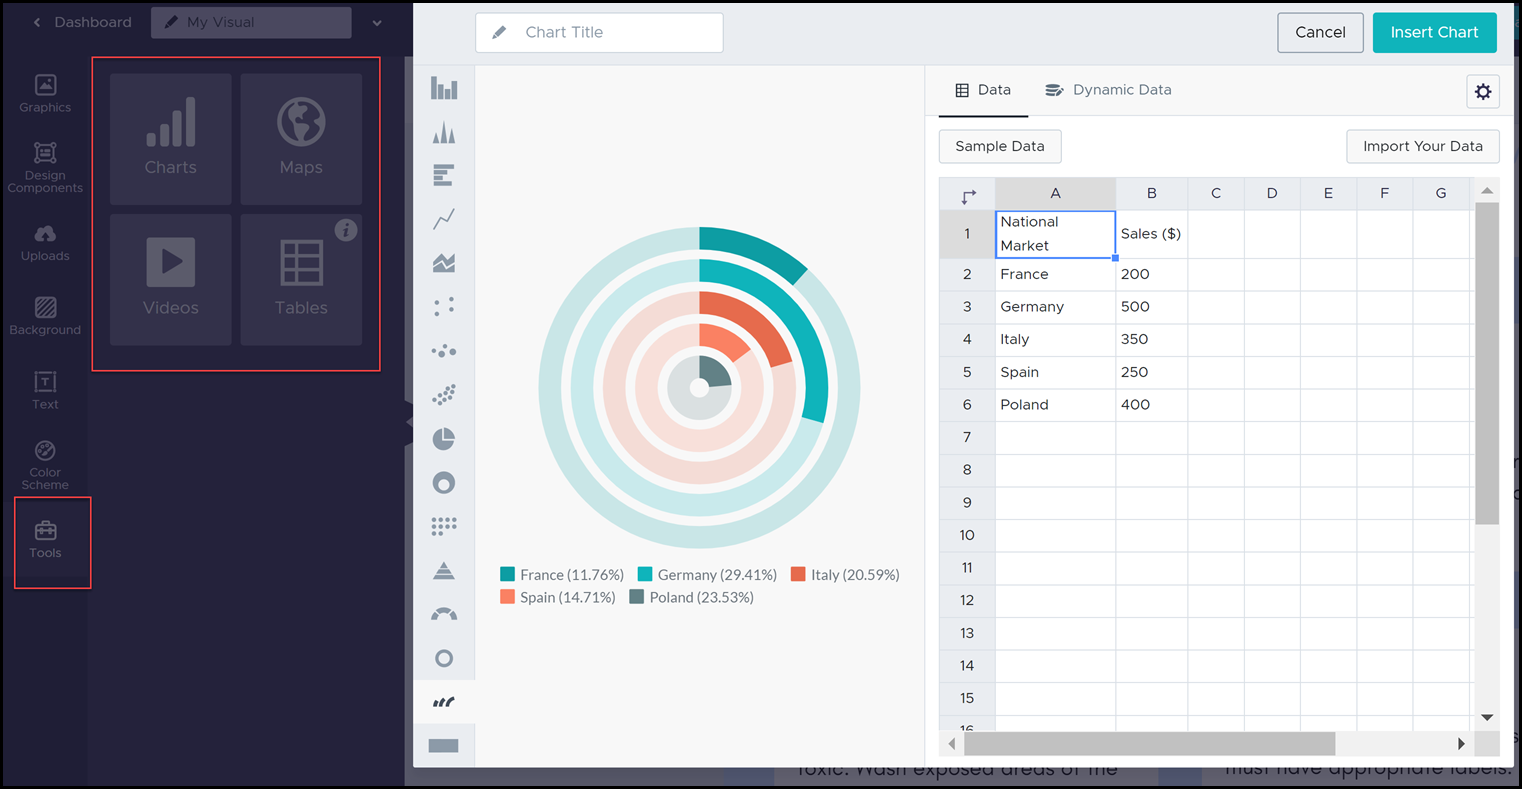 Dashboard
My Visual
Graphics
Design
Components
Uploads
Background
Text
Color
Scheme
Tools
Charts
Maps
Videos
i
Tables
Chart Title
Cancel
Insert Chart
France (11.76%)
Germany (29.41%)
Italy (20.59%)
Spain (14.71%)
Poland (23.53%)
Data
Dynamic Data
Sample Data
Import Your Data
A B C D E F G
1 National Market Sales ($)
2 France 200
3 Germany 500
4 Italy 350
5 Spain 250
6 Poland 400
7
8
9
10
11
12
13
14
15
16
toxic. Wash exposed areas of the
must have appropriate labels.